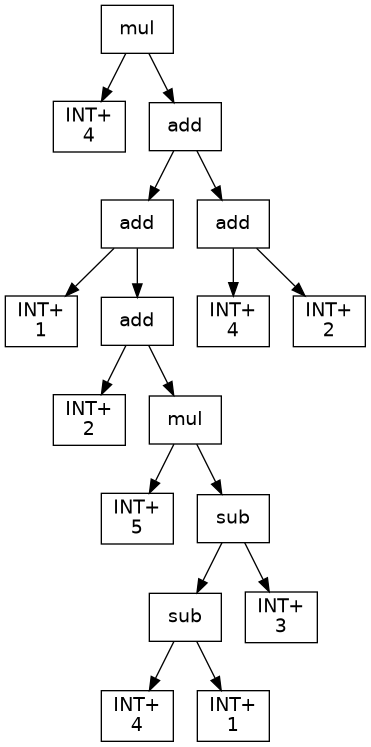 mul
INT+
4
add
add
add
INT+
1
add
INT+
4
INT+
2
INT+
2
mul
INT+
5
sub
sub
INT+
3
INT+
4
INT+
1